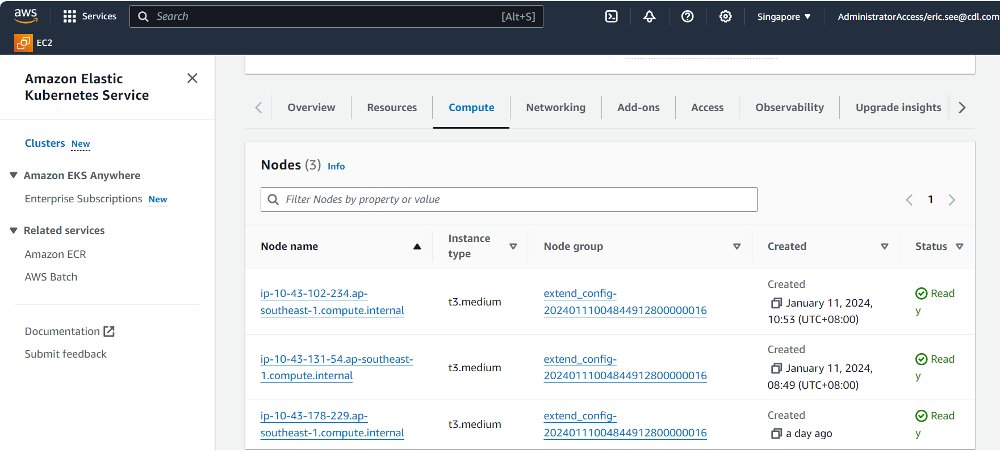 aws
Services
Search
[Alt+S]
Singapore
AdministratorAccess/eric.see@cdl.com
EC2
Amazon Elastic
Kubernetes Service
Clusters New
Amazon EKS Anywhere
Enterprise Subscriptions New
Related services
Amazon ECR
AWS Batch
Documentation
Submit feedback
Overview
Resources
Compute
Networking
Add-ons
Access
Observability
Upgrade insights
Nodes (3) Info
Filter Nodes by property or value
1
Node name
Instance
type
Node group
Created
Status
ip-10-43-102-234.ap-
southeast-1.compute.internal
t3.medium
extend_config-
20240111004844912800000016
Created
January 11, 2024,
10:53 (UTC+08:00)
Read
y
ip-10-43-131-54.ap-southeast-
1.compute.internal
t3.medium
extend_config-
20240111004844912800000016
Created
January 11, 2024,
08:49 (UTC+08:00)
Read
y
ip-10-43-178-229.ap-
southeast-1.compute.internal
t3.medium
extend_config-
20240111004844912800000016
Created
a day ago
Read
y